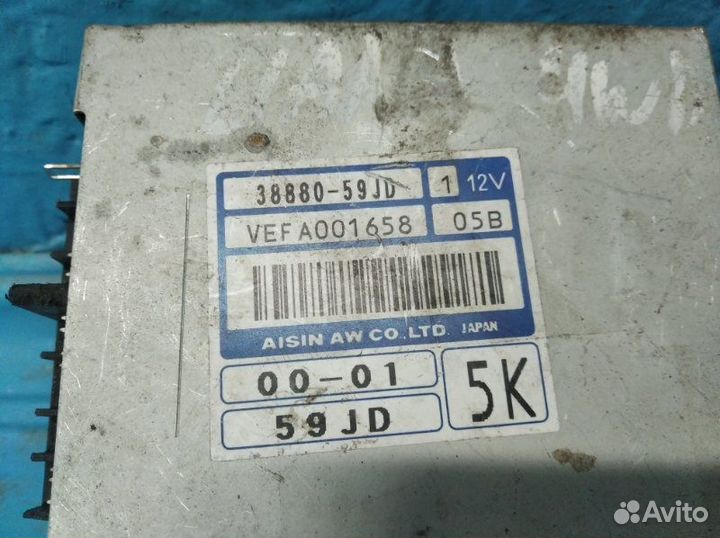 38880-59JD 1 12V
VEFA001658 05B
AISIN AW CO.,LTD. JAPAN
00-01
5K
59JD
Avito